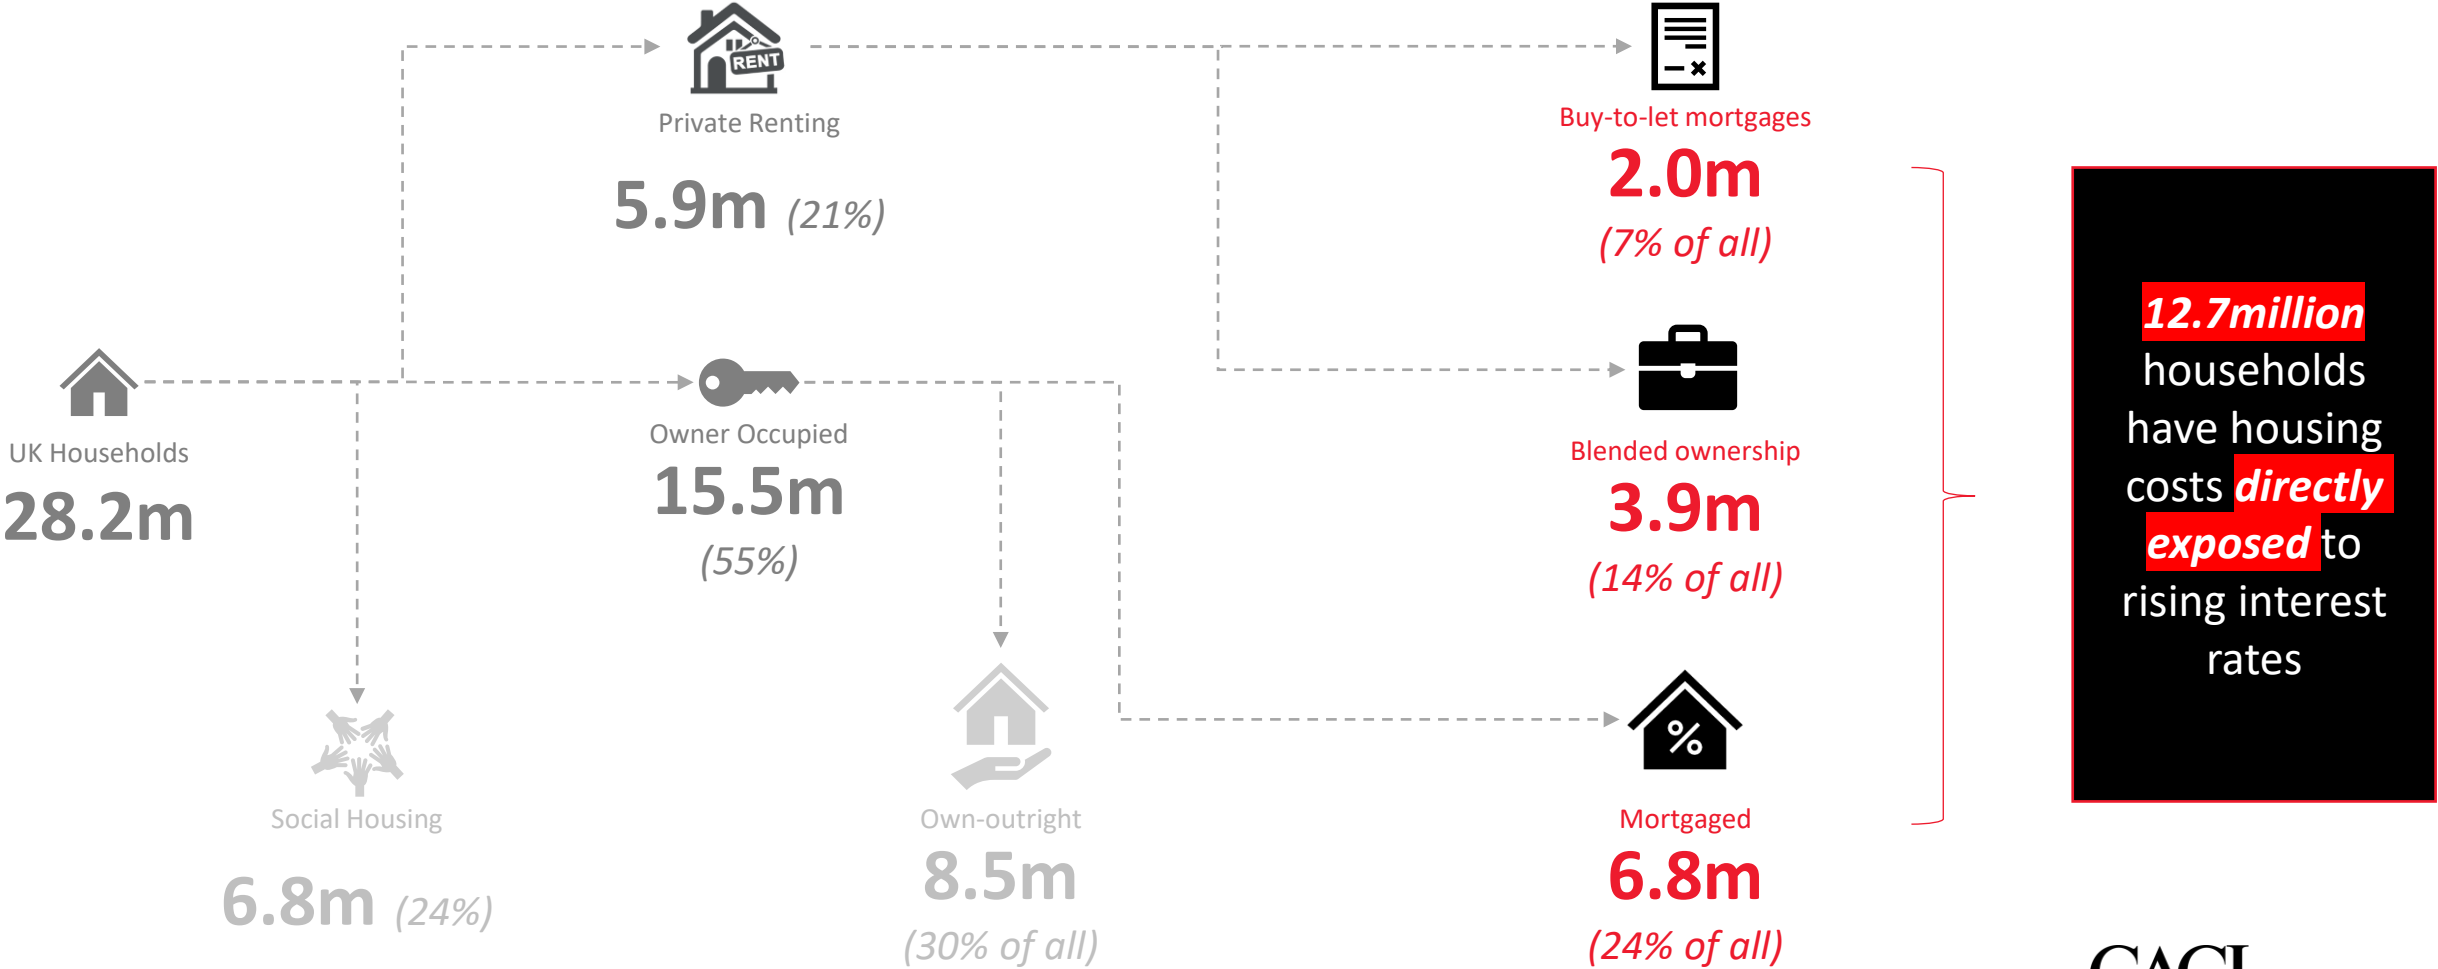 RENT
Private Renting
5.9m (21%)
Buy-to-let mortgages
2.0m
(7% of all)
UK Households
28.2m
Owner Occupied
15.5m
(55%)
Blended ownership
3.9m
(14% of all)
Social Housing
6.8m (24%)
Own-outright
8.5m
(30% of all)
%
Mortgaged
6.8m
(24% of all)
12.7million
households
have housing
costs directly
exposed to
rising interest
rates
CACI